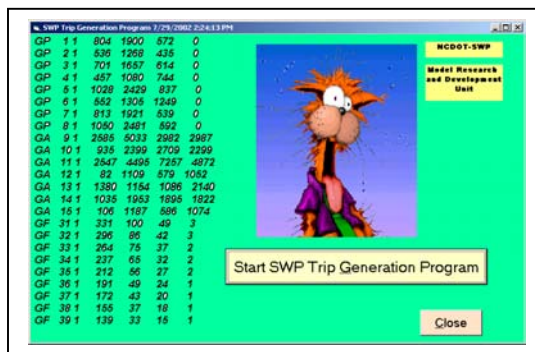 SWP Trip Generation Program 7/29/2002 2:24:13 PM
GP 1 1 804 1900 572 0
GP 2 1 536 1268 435 0
GP 3 1 701 1657 614 0
GP 4 1 457 1080 744 0
GP 5 1 1028 2429 837 0
GP 6 1 552 1305 1249 0
GP 7 1 813 1921 539 0
GP 8 1 1050 2481 592 0
GA 9 1 2585 5033 2982 2987
GA 10 1 935 2399 2709 2299
GA 11 1 2547 4495 7257 4872
GA 12 1 82 1109 579 1052
GA 13 1 1380 1154 1086 2140
GA 14 1 1035 1953 1895 1822
GA 15 1 106 1187 586 1074
GF 31 1 331 100 49 3
GF 32 1 296 86 42 3
GF 33 1 264 75 37 2
GF 34 1 237 65 32 2
GF 35 1 212 56 27 2
GF 36 1 191 49 24 1
GF 37 1 172 43 20 1
GF 38 1 155 37 18 1
GF 39 1 139 33 15 1
NCDOT-SWP
Model Research
and Development
Unit
Start SWP Trip Generation Program
Close